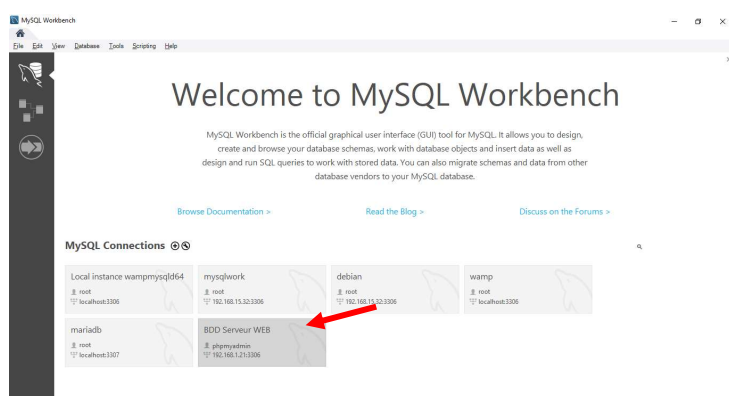 MySQL Workbench
File Edit View Database Tools Scripting Help
Welcome to MySQL Workbench
MySQL Workbench is the official graphical user interface (GUI) tool for MySQL. It allows you to design,
create and browse your database schemas, work with database objects and insert data as well as
design and run SQL queries to work with stored data. You can also migrate schemas and data from other
database vendors to your MySQL database.
Browse Documentation > Read the Blog > Discuss on the Forums >
MySQL Connections
Local instance wampmysqld64 mysqlwork debian wamp
root root root root
localhost:3306 192.168.15.32:3306 192.168.15.32:3306 localhost:3306
mariadb BDD Serveur WEB
root phpmyadmin
localhost:3307 192.168.1.21:3306